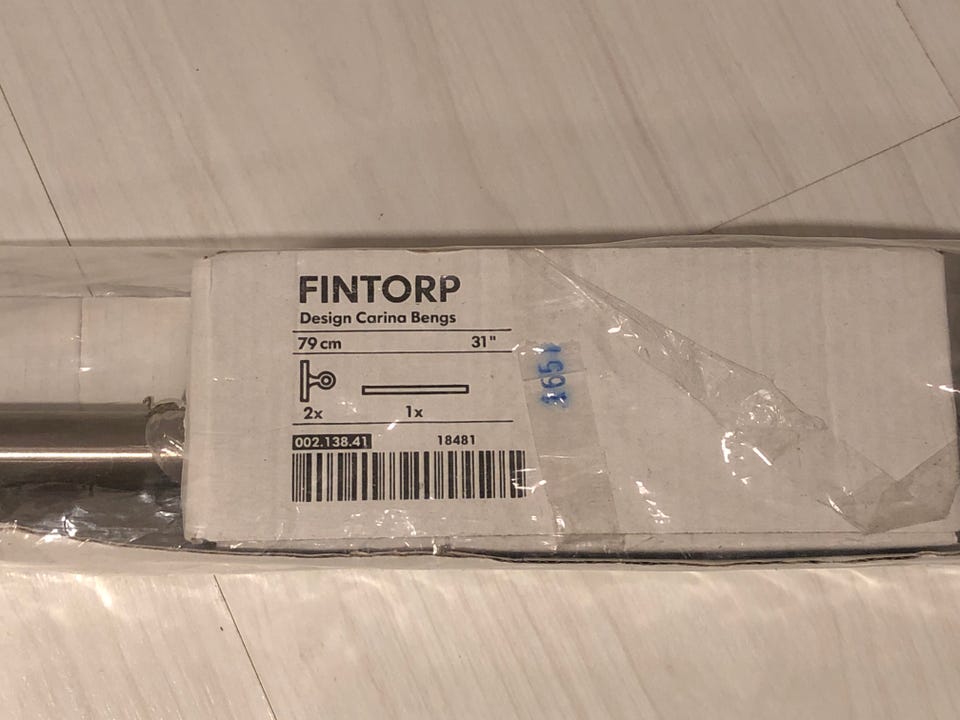 FINTORP
Design Carina Bengs
79 cm 31"
2x 1x
002.138.41 18481